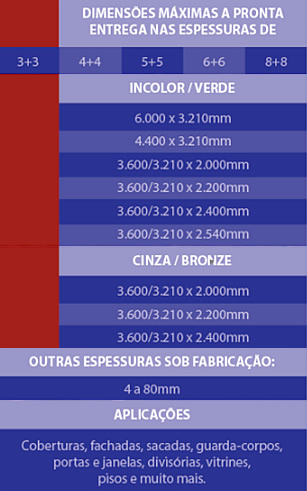 DIMENSÕES MÁXIMAS A PRONTA
ENTREGA NAS ESPESSURAS DE
3+3 4+4 5+5 6+6 8+8
INCOLOR / VERDE
6.000 x 3.210mm
4.400 x 3.210mm
3.600/3.210 x 2.000mm
3.600/3.210 x 2.200mm
3.600/3.210 x 2.400mm
3.600/3.210 x 2.540mm
CINZA / BRONZE
3.600/3.210 x 2.000mm
3.600/3.210 x 2.200mm
3.600/3.210 x 2.400mm
OUTRAS ESPESSURAS SOB FABRICAÇÃO:
4 a 80mm
APLICAÇÕES
Coberturas, fachadas, sacadas, guarda-corpos,
portas e janelas, divisórias, vitrines,
pisos e muito mais.